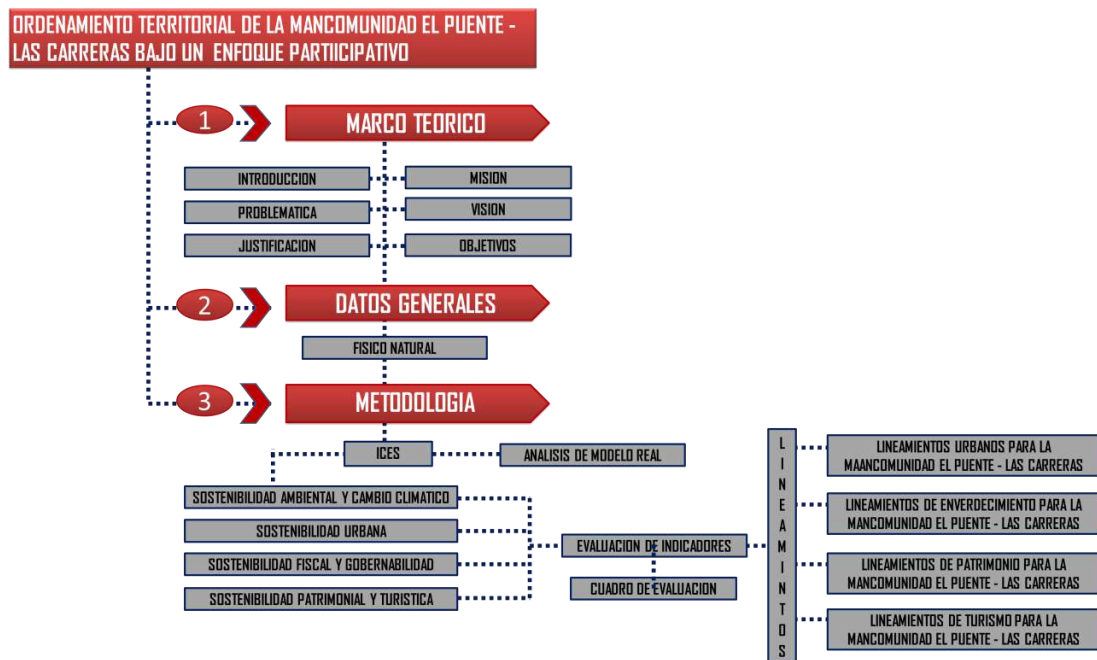 ORDENAMIENTO TERRITORIAL DE LA MANCOMUNIDAD EL PUENTE -
LAS CARRERAS BAJO UN ENFOQUE PARTIICPATIVO
1
MARCO TEORICO
INTRODUCCION
MISION
PROBLEMATICA
VISION
JUSTIFICACION
OBJETIVOS
2
DATOS GENERALES
FISICO NATURAL
3
METODOLOGIA
ICES
ANALISIS DE MODELO REAL
SOSTENIBILIDAD AMBIENTAL Y CAMBIO CLIMATICO
SOSTENIBILIDAD URBANA
SOSTENIBILIDAD FISCAL Y GOBERNABILIDAD
SOSTENIBILIDAD PATRIMONIAL Y TURISTICA
EVALUACION DE INDICADORES
CUADRO DE EVALUACION
L
I
N
E
A
M
I
N
T
O
S
LINEAMIENTOS URBANOS PARA LA
MAANCOMUNIDAD EL PUENTE - LAS CARRERAS
LINEAMIENTOS DE ENVERDECIMIENTO PARA LA
MANCOMUNIDAD EL PUENTE - LAS CARRERAS
LINEAMIENTOS DE PATRIMONIO PARA LA
MANCOMUNIDAD EL PUENTE - LAS CARRERAS
LINEAMIENTOS DE TURISMO PARA LA
MANCOMUNIDAD EL PUENTE - LAS CARRERAS